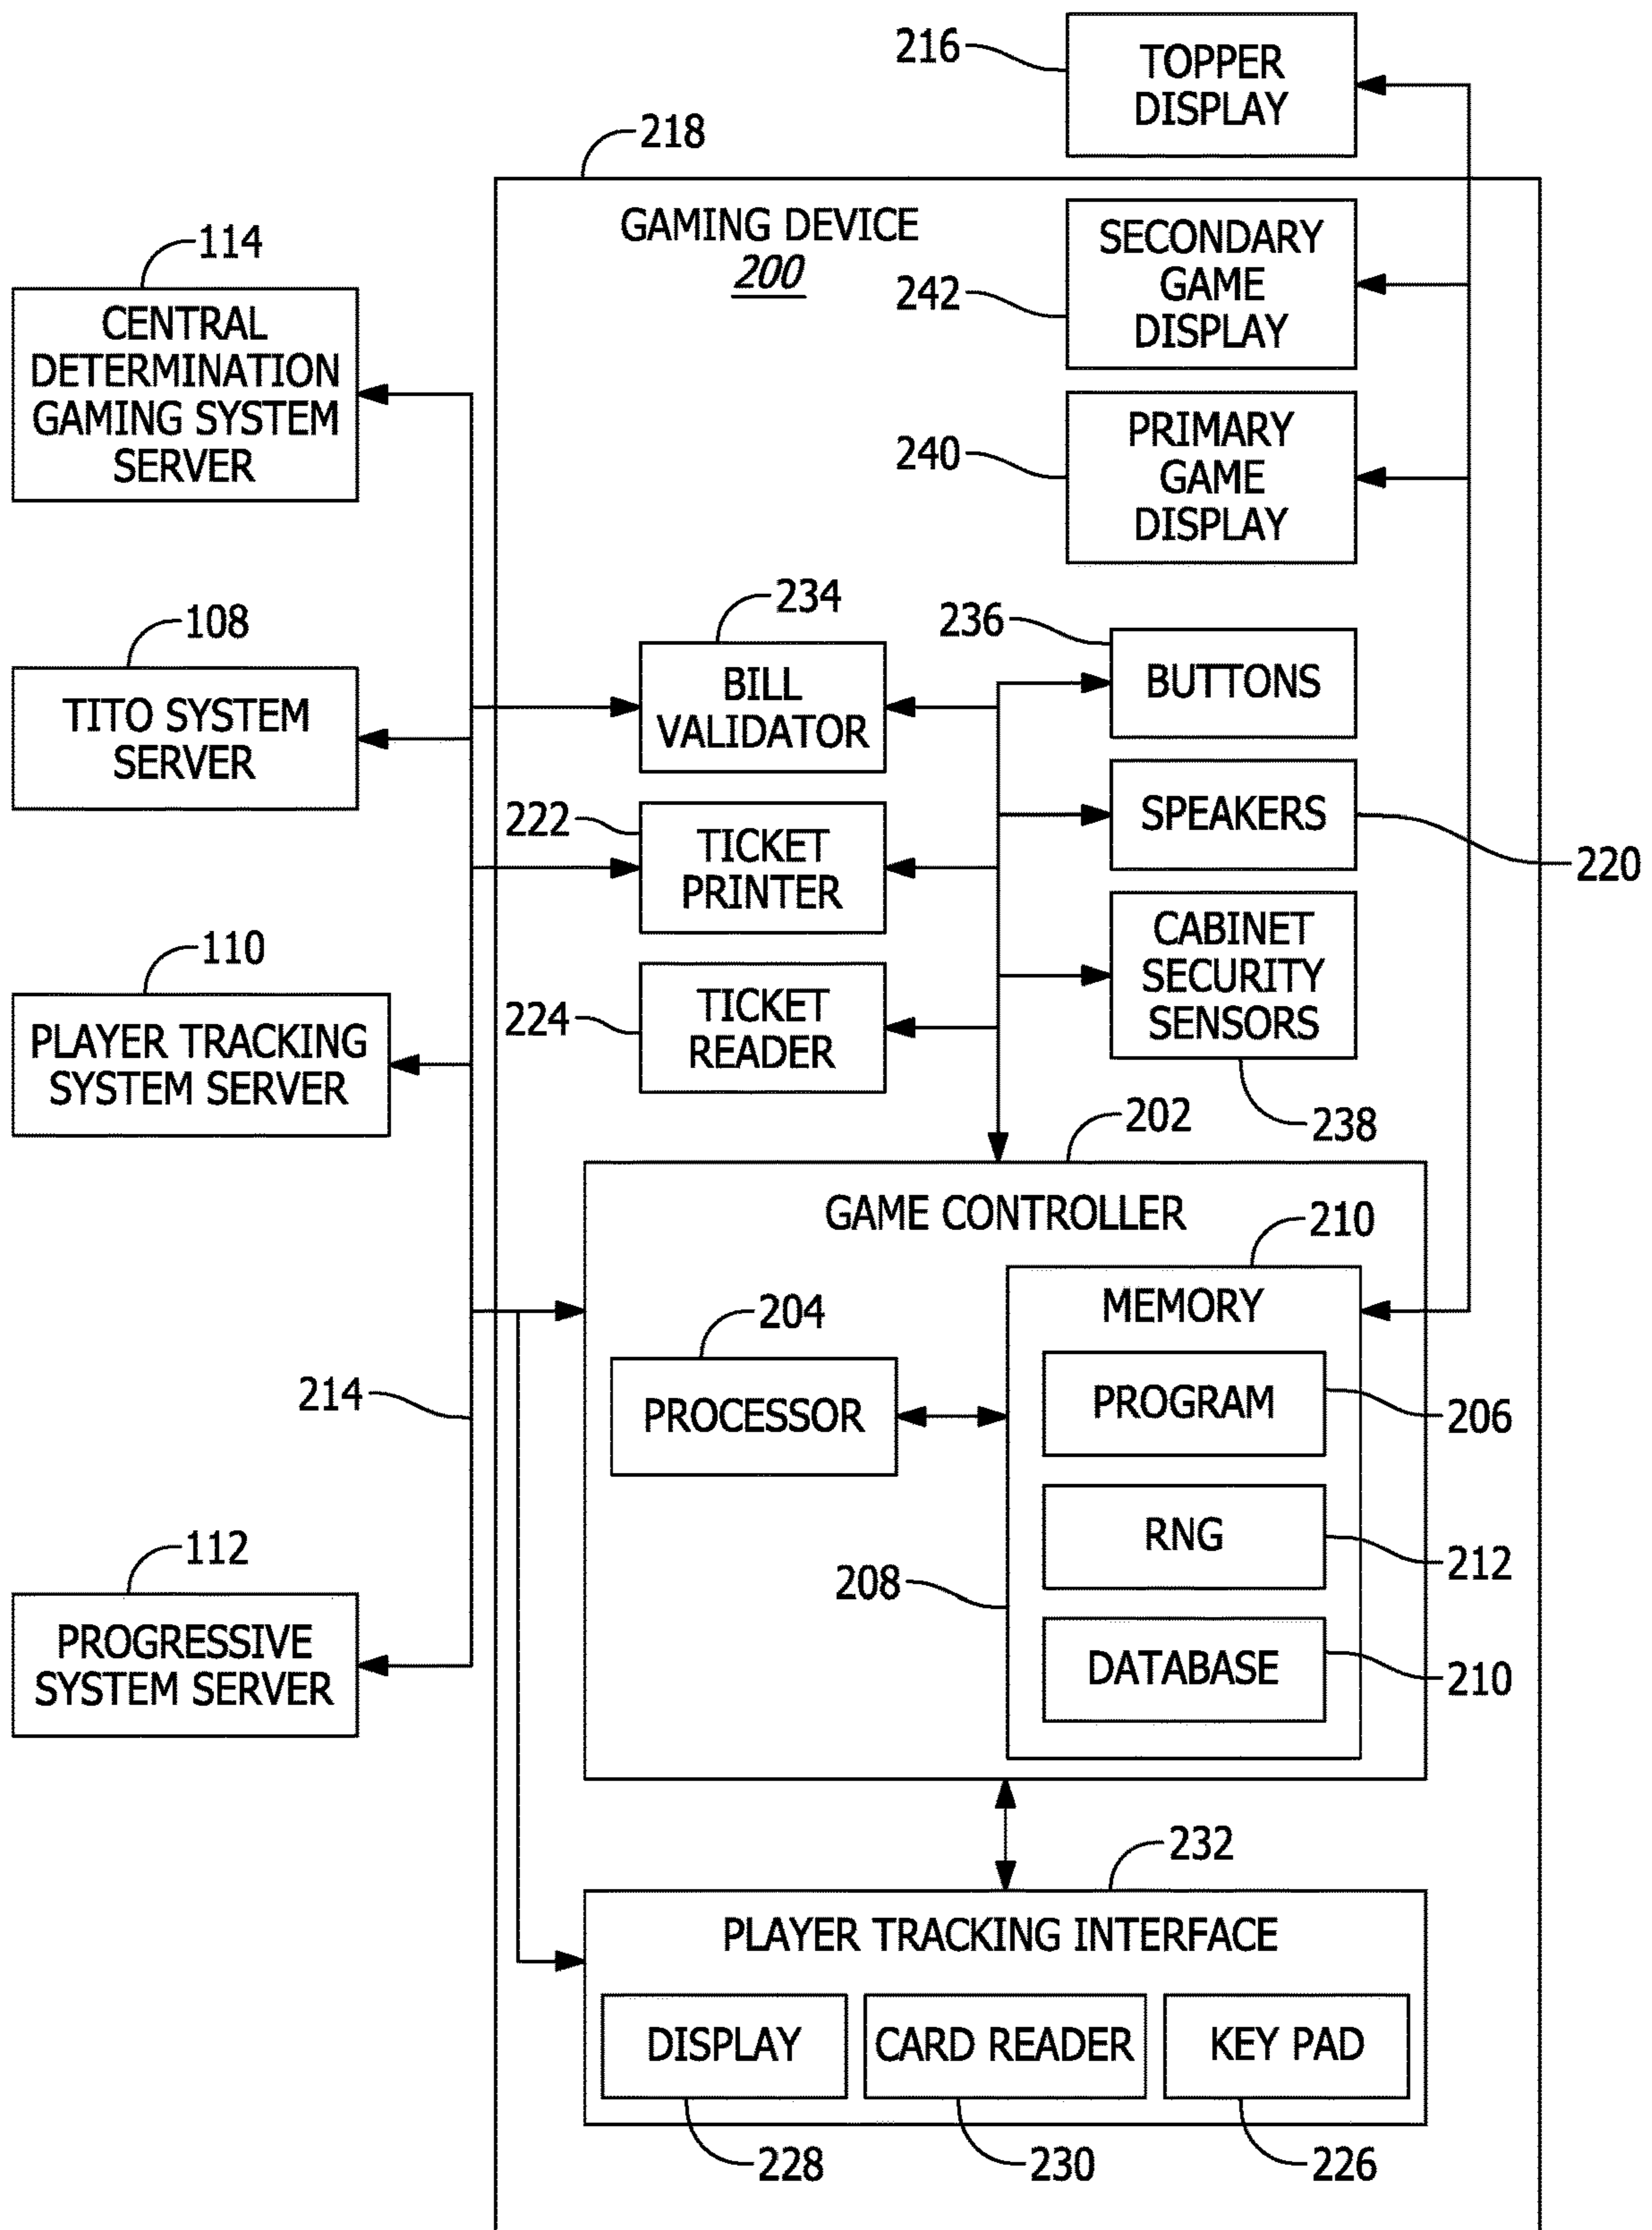 216
TOPPER
DISPLAY
218
GAMING DEVICE
200
SECONDARY
GAME
DISPLAY
242
114
CENTRAL
DETERMINATION
GAMING SYSTEM
SERVER
PRIMARY
GAME
DISPLAY
240
234
BILL
VALIDATOR
236
BUTTONS
108
TITO SYSTEM
SERVER
222
TICKET
PRINTER
SPEAKERS
220
110
PLAYER TRACKING
SYSTEM SERVER
224
TICKET
READER
CABINET
SECURITY
SENSORS
238
202
GAME CONTROLLER
210
MEMORY
204
PROCESSOR
PROGRAM
206
214
RNG
212
208
DATABASE
210
112
PROGRESSIVE
SYSTEM SERVER
232
PLAYER TRACKING INTERFACE
DISPLAY
CARD READER
KEY PAD
228
230
226